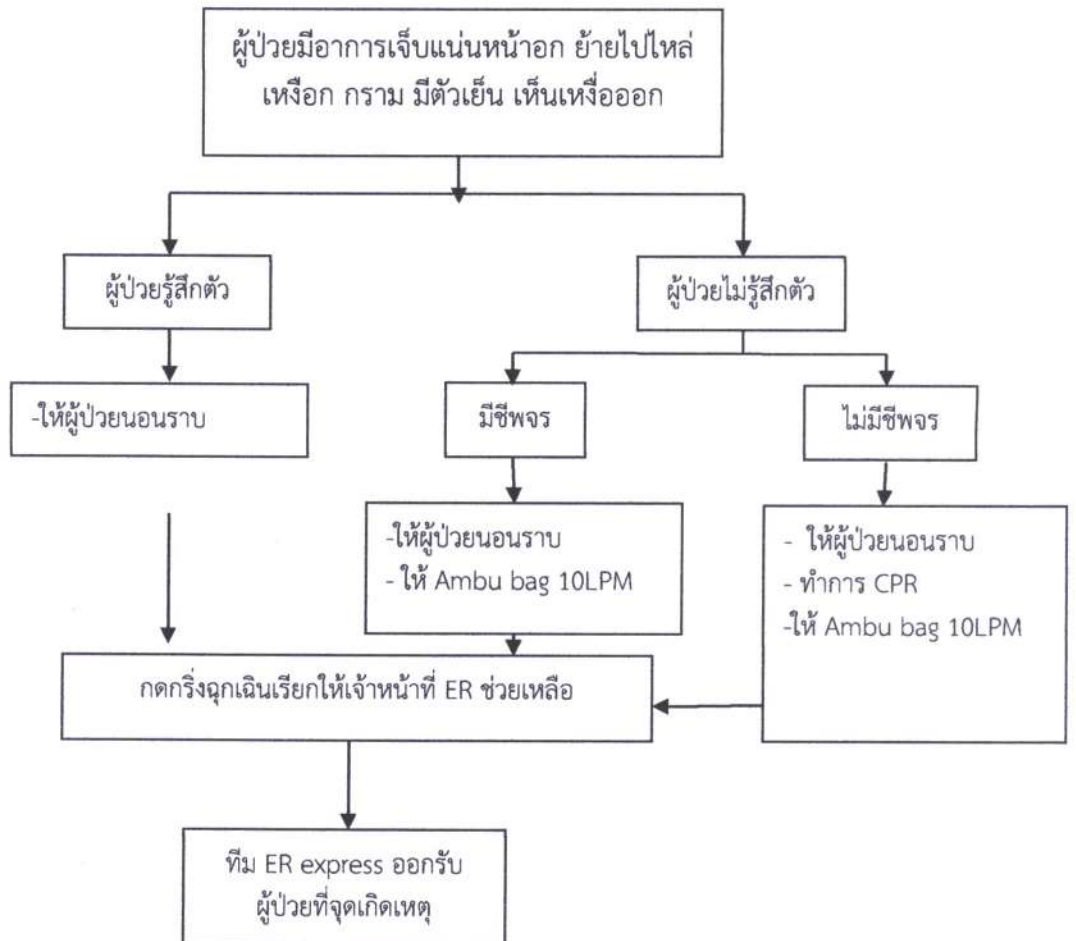 ผู้ป่วยมีอาการเจ็บแน่นหน้าอก ย้ายไปไหล่
เหงือก กราม มีตัวเย็น เห็นเหงื่อออก
ผู้ป่วยรู้สึกตัว
ผู้ป่วยไม่รู้สึกตัว
-ให้ผู้ป่วยนอนราบ
มีชีพจร
ไม่มีชีพจร
-ให้ผู้ป่วยนอนราบ
- ให้ Ambu bag 10LPM
- ให้ผู้ป่วยนอนราบ
- ทำการ CPR
-ให้ Ambu bag 10LPM
กดกริ่งฉุกเฉินเรียกให้เจ้าหน้าที่ ER ช่วยเหลือ
ทีม ER express ออกรับ
ผู้ป่วยที่จุดเกิดเหตุ